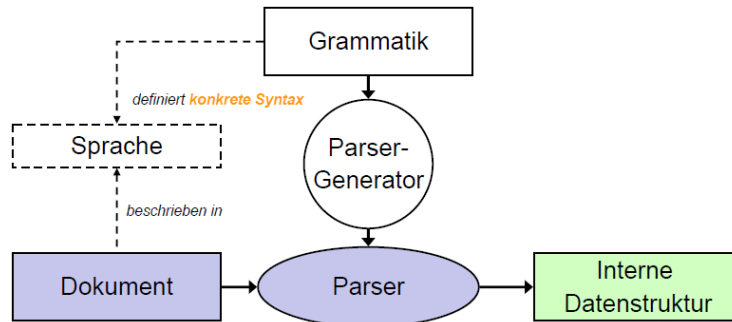 Grammatik
definiert konkrete Syntax
Sprache
Parser-
Generator
beschrieben in
Dokument
Parser
Interne
Datenstruktur